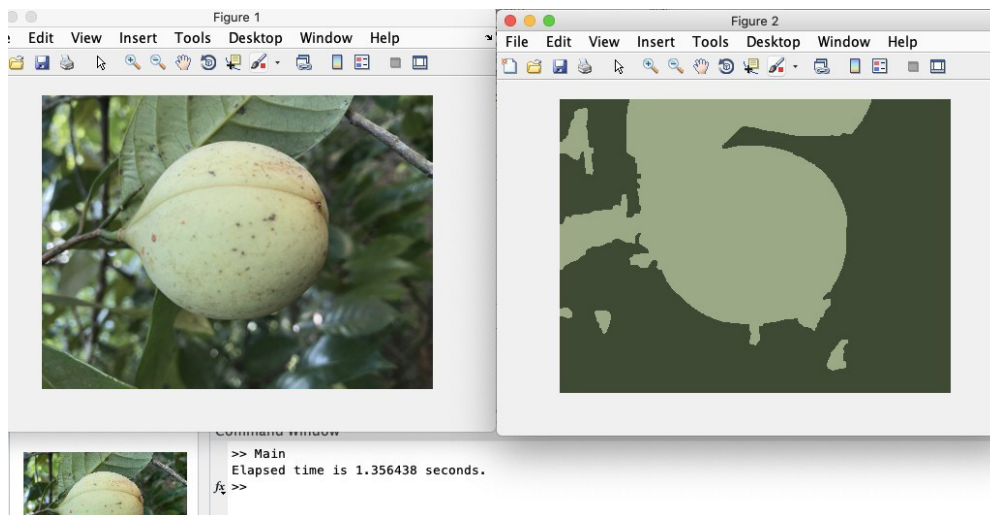 Figure 1
Edit View Insert Tools Desktop Window Help
Figure 2
File Edit View Insert Tools Desktop Window Help
Command Window
>> Main
Elapsed time is 1.356438 seconds.
fx >>